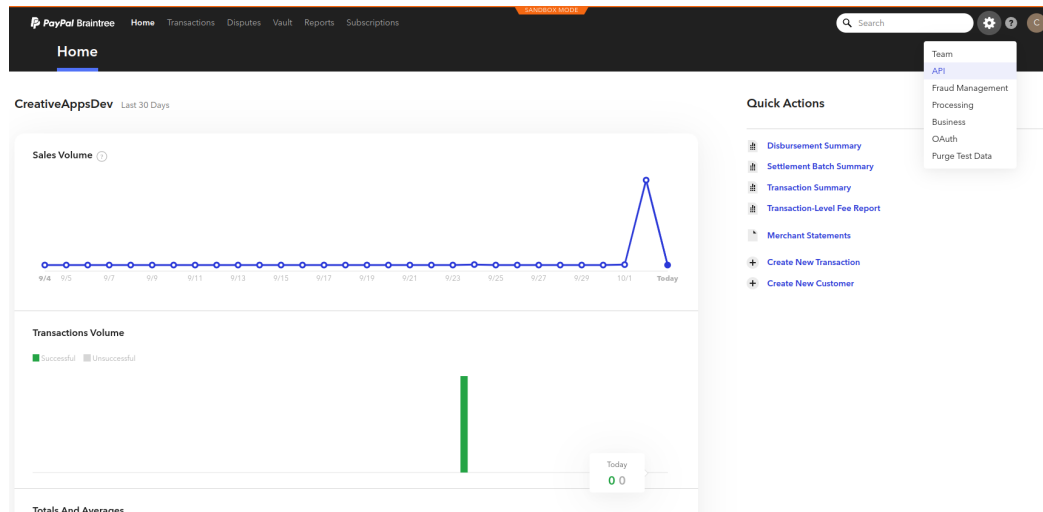 SANDBOX MODE
PayPal Braintree Home Transactions Disputes Vault Reports Subscriptions Search ? C
Home
Team
API
Fraud Management
Processing
Business
OAuth
Purge Test Data
CreativeAppsDev Last 30 Days
Quick Actions
Sales Volume ?
9/4 9/5 9/7 9/9 9/11 9/13 9/15 9/17 9/19 9/21 9/23 9/25 9/27 9/29 10/1 Today
Disbursement Summary
Settlement Batch Summary
Transaction Summary
Transaction-Level Fee Report
Merchant Statements
Create New Transaction
Create New Customer
Transactions Volume
Successful Unsuccessful
Today
0 0
Totals And Averages